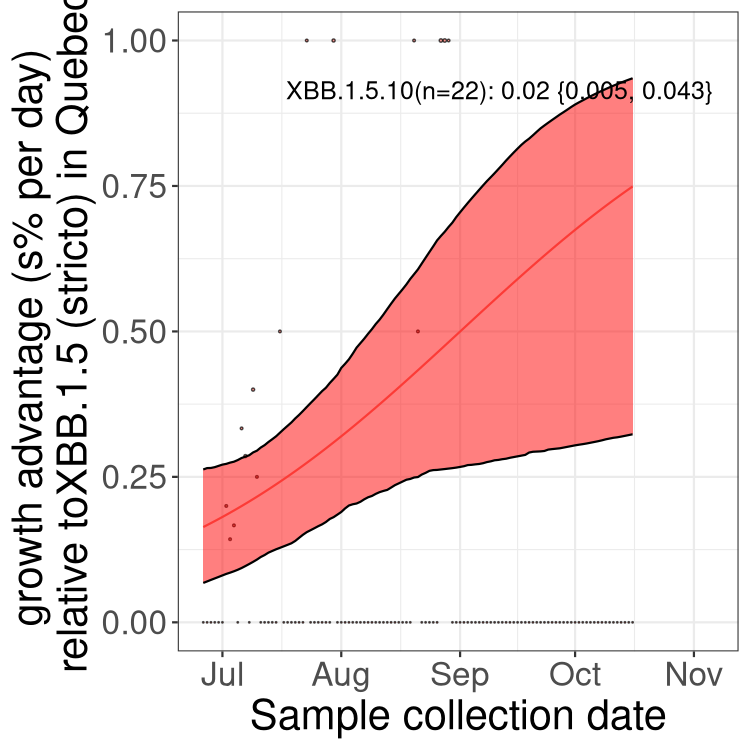 growth advantage (s% per day)
relative toXBB.1.5 (stricto) in Quebec
1.00
0.75
0.50
0.25
0.00
XBB.1.5.10(n=22): 0.02 {0.005, 0.043}
Jul
Aug
Sep
Oct
Nov
Sample collection date